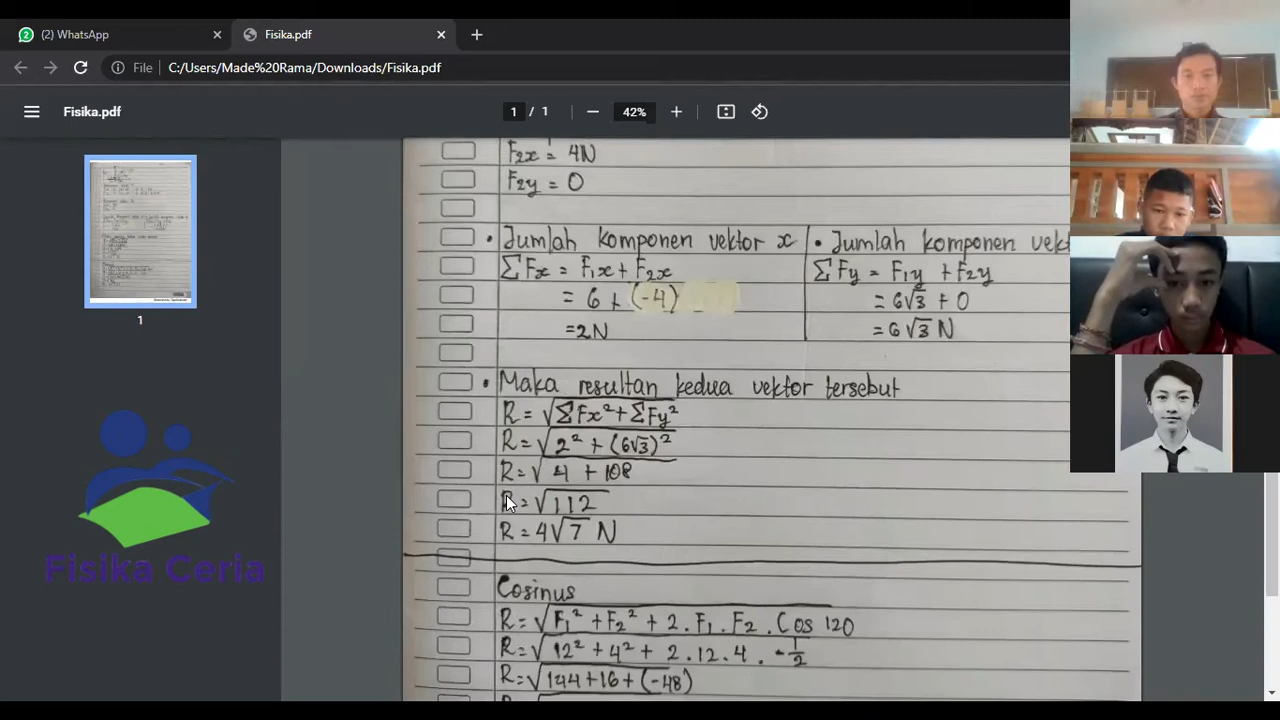 (2) WhatsApp
Fisika.pdf
File
C:/Users/Made%20Rama/Downloads/Fisika.pdf
Fisika.pdf
1 / 1
42%
1
Fisika Ceria
F2x = 4N
F2y = 0
• Jumlah komponen vektor x
ΣFx = F1x + F2x
= 6 + (-4)
= 2N
• Jumlah komponen vekt
ΣFy = F1y + F2y
= 6√3 + 0
= 6√3 N
• Maka resultan kedua vektor tersebut
R = √ΣFx² + ΣFy²
R = √2² + (6√3)²
R = √4 + 108
R = √112
R = 4√7 N
Cosinus
R = √F1² + F2² + 2 . F1 . F2 . Cos 120
R = √12² + 4² + 2 . 12 . 4 . -1/2
R = √144 + 16 + (-48)